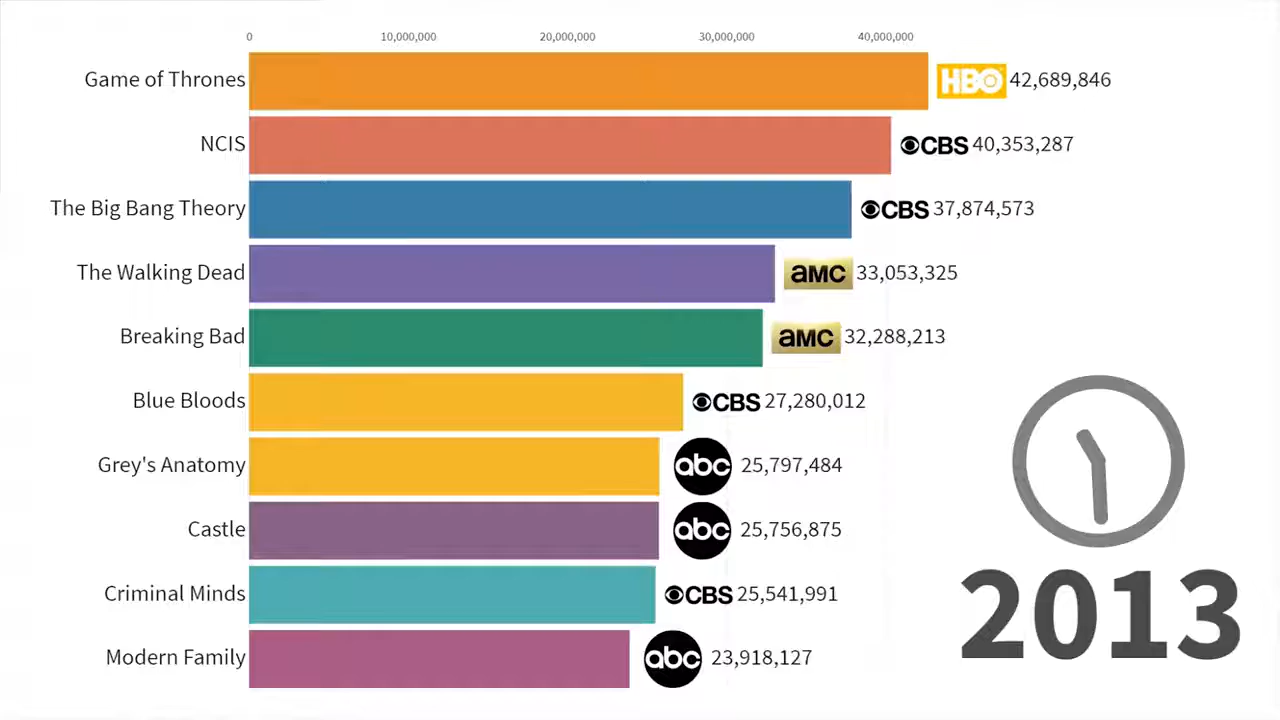 0 10,000,000 20,000,000 30,000,000 40,000,000
Game of Thrones HBO 42,689,846
NCIS CBS 40,353,287
The Big Bang Theory CBS 37,874,573
The Walking Dead aMC 33,053,325
Breaking Bad aMC 32,288,213
Blue Bloods CBS 27,280,012
Grey's Anatomy abc 25,797,484
Castle abc 25,756,875
Criminal Minds CBS 25,541,991
Modern Family abc 23,918,127
2013